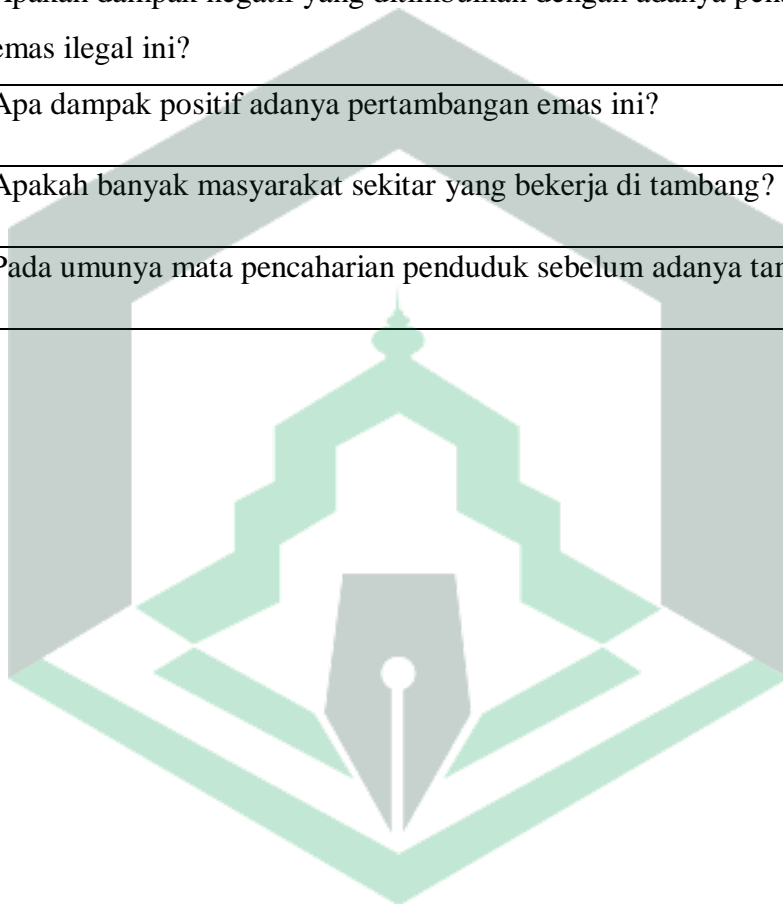 Apakah dampak negatif yang ditimbulkan dengan adanya
emas ilegal ini?
Apa dampak positif adanya pertambangan emas ini?
Apakah banyak masyarakat sekitar yang bekerja di tambang?
Pada umunya mata pencaharian penduduk sebelum adanya